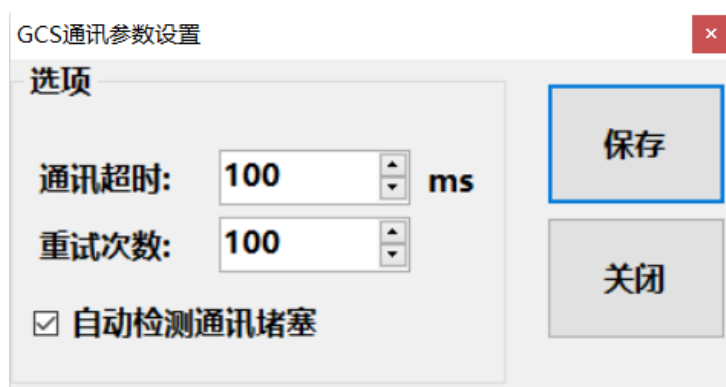 GCS通讯参数设置
选项
保存
通讯超时: 100 ms
重试次数: 100
关闭
自动检测通讯堵塞